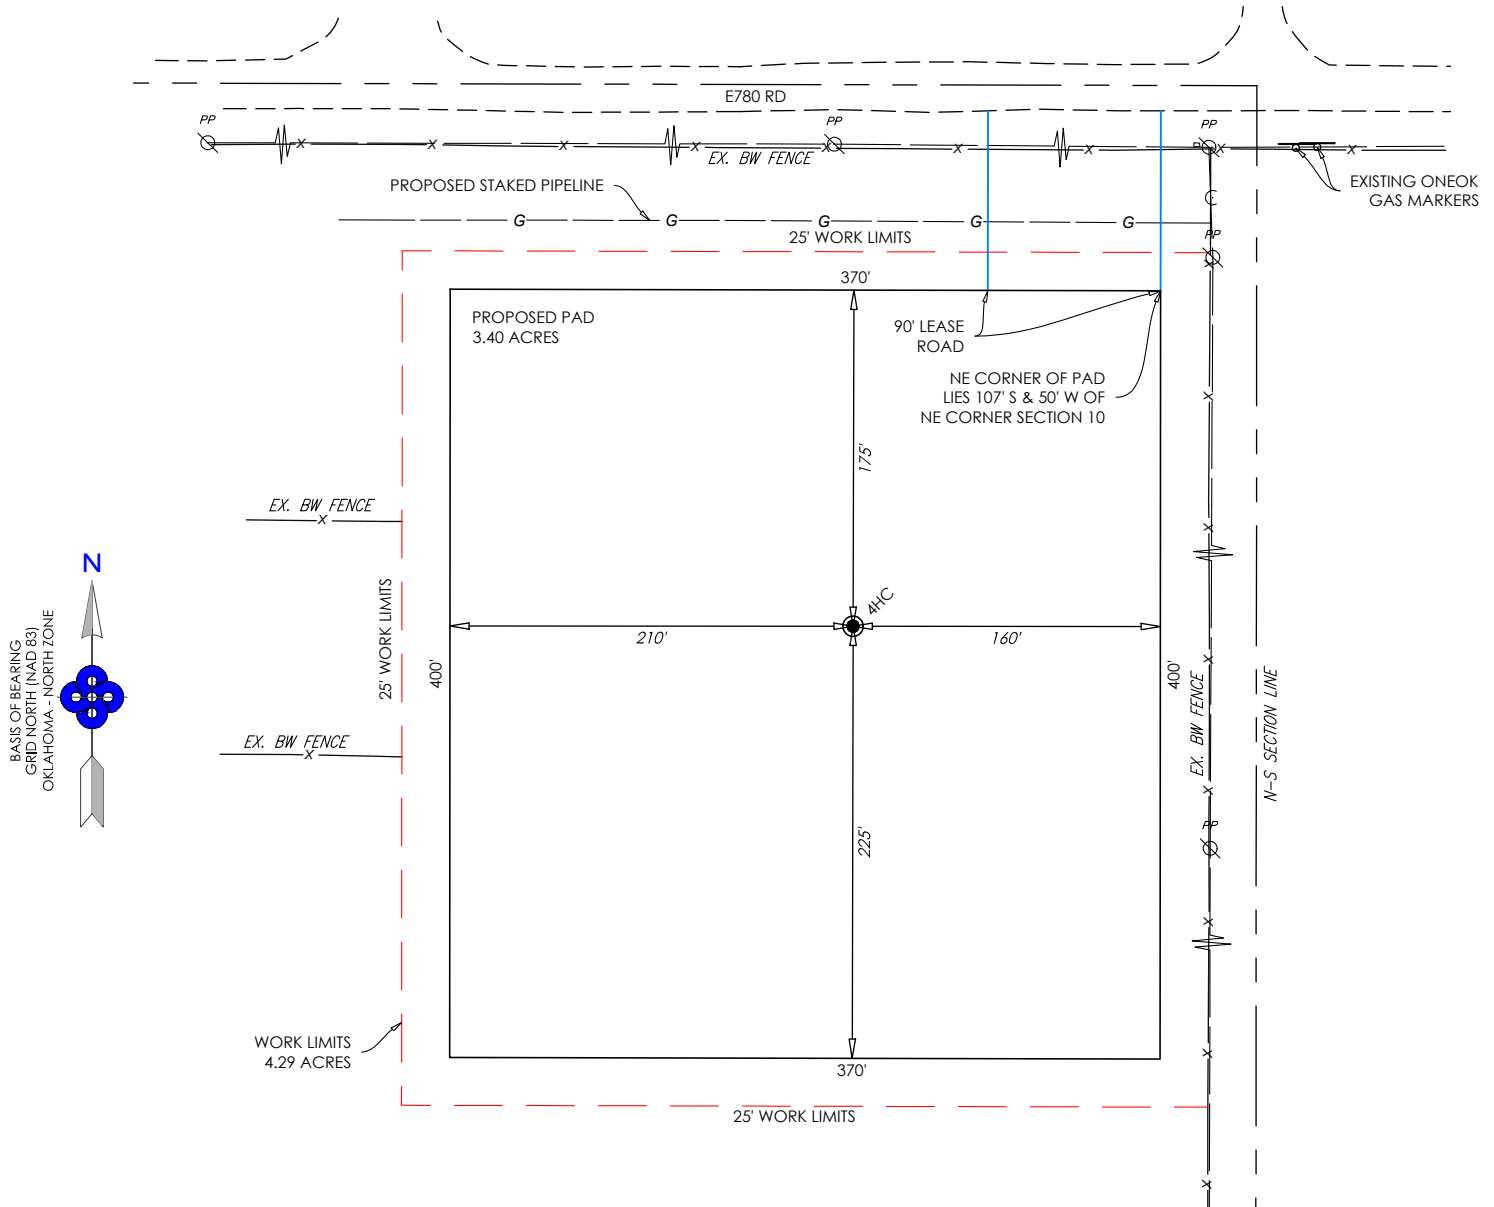 E780 RD
PP
PP
PP
X
X
X
X
X
X
X
X
X
X
EX. BW FENCE
EXISTING ONEOK
GAS MARKERS
PROPOSED STAKED PIPELINE
G
G
G
G
G
25' WORK LIMITS
PP
X
370'
PROPOSED PAD
3.40 ACRES
90' LEASE
ROAD
NE CORNER OF PAD
LIES 107' S & 50' W OF
NE CORNER SECTION 10
X
175'
EX. BW FENCE
X
X
N
BASIS OF BEARING
GRID NORTH (NAD 83)
OKLAHOMA - NORTH ZONE
25' WORK LIMITS
400'
4HC
210'
160'
400'
X
EX. BW FENCE
N-S SECTION LINE
EX. BW FENCE
X
X
PP
225'
X
WORK LIMITS
4.29 ACRES
X
370'
25' WORK LIMITS
X